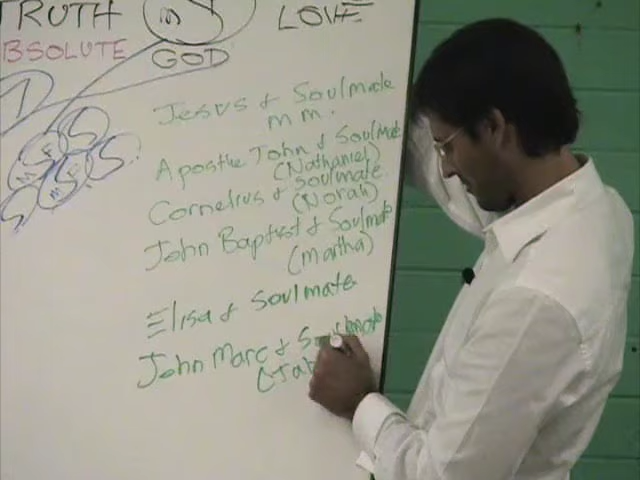 TRUTH LOVE
BSOLUTE GOD
Jesus & Soulmate
m m.
Apostle John & Soulmate
(Nathaniel)
Cornelius & soulmate
(Norah)
John Baptist & Soulmate
(martha)
Elisa & soulmate
John Marc & Soulmate
(Tab